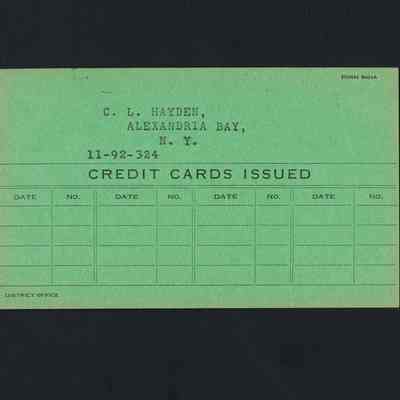 C. L. HAYDEN,
ALEXANDRIA BAY,
N. Y.
11-92-324
CREDIT CARDS ISSUED
DATE NO. DATE NO. DATE NO. DATE NO.
DISTRICT OFFICE